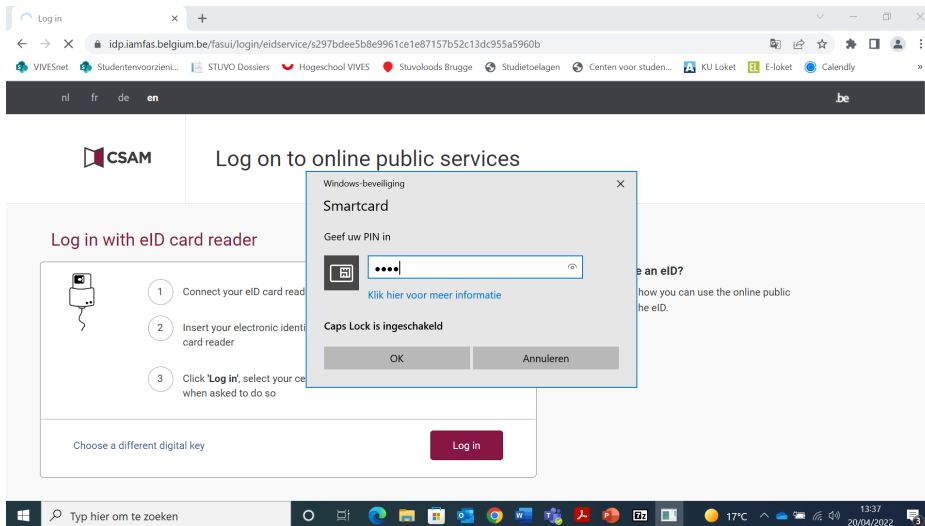 Log in
idp.iamfas.belgium.be/fasui/login/eidservice/s297bdee5b8e9961ce1e87157b52c13dc955a5960b
VIVESnet Studentenvoorzieni... STUVO Dossiers Hogeschool VIVES Stuvoloods Brugge Studietoelagen Centen voor studen... KU Loket EL E-loket Calendly »
nl fr de en .be
CSAM
Log on to online public services
Windows-beveiliging
Smartcard
Geef uw PIN in
Klik hier voor meer informatie
Caps Lock is ingeschakeld
OK Annuleren
Log in with eID card reader
1 Connect your eID card read
2 Insert your electronic identi
card reader
3 Click 'Log in', select your ce
when asked to do so
Choose a different digital key
Log in
e an eID?
how you can use the online public
he eID.
Typ hier om te zoeken
17°C
13:37
20/04/2022
3